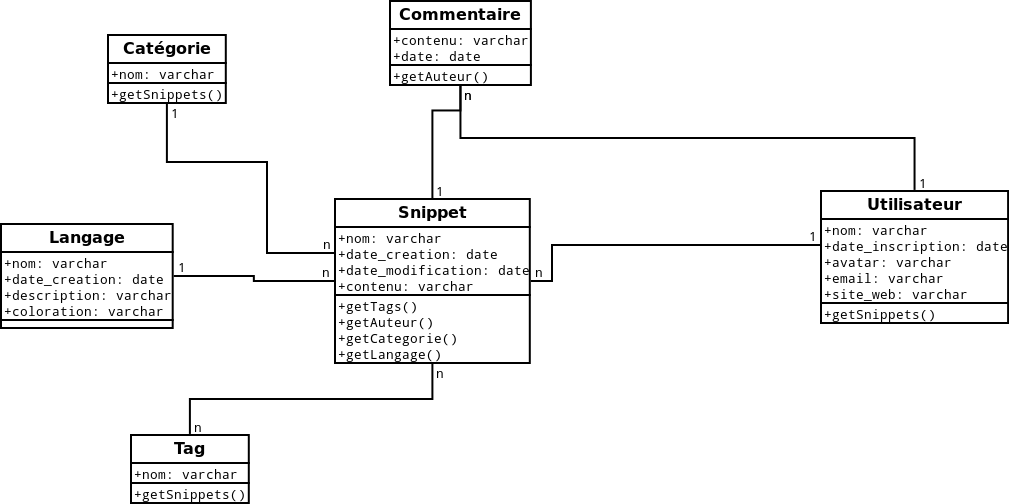 Commentaire
+contenu: varchar
+date: date
+getAuteur()
n
Catégorie
+nom: varchar
+getSnippets()
1
1
1
Utilisateur
+nom: varchar
+date_inscription: date
+avatar: varchar
+email: varchar
+site_web: varchar
+getSnippets()
1
Snippet
+nom: varchar
+date_creation: date
+date_modification: date
+contenu: varchar
+getTags()
+getAuteur()
+getCategorie()
+getLangage()
n
n
n
n
Langage
+nom: varchar
+date_creation: date
+description: varchar
+coloration: varchar
1
n
Tag
+nom: varchar
+getSnippets()